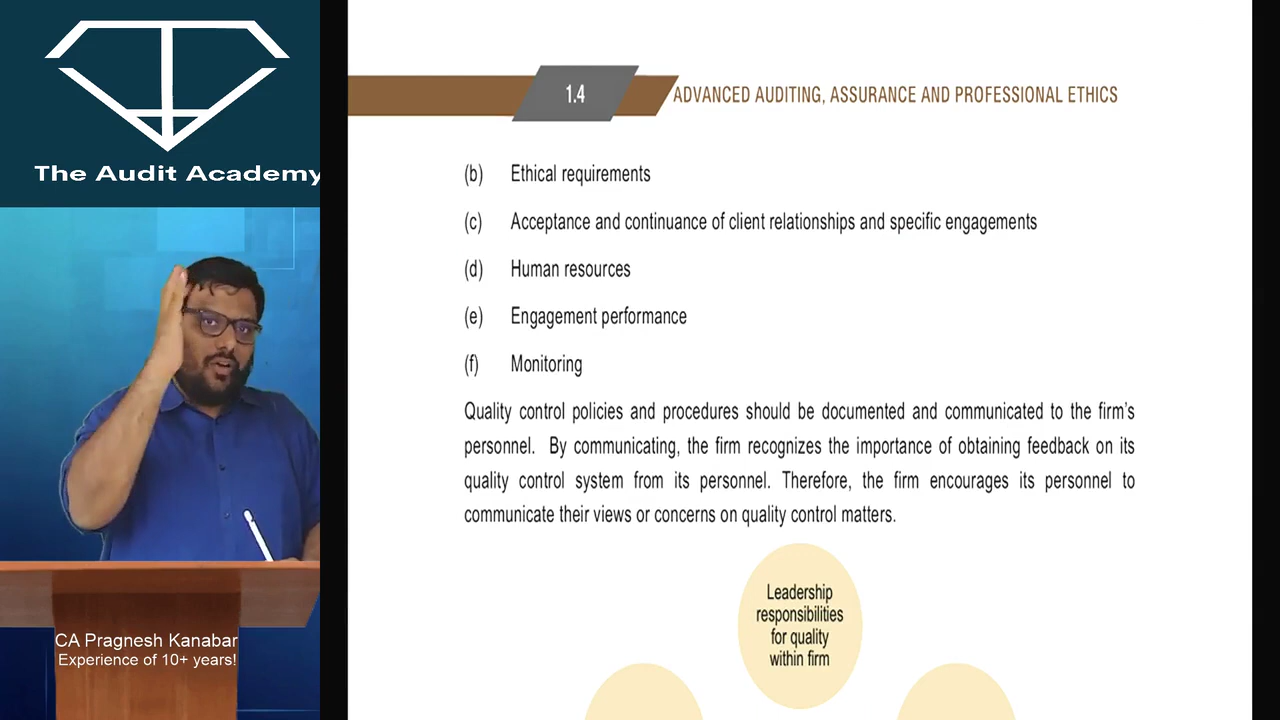 The Audit Academy
CA Pragnesh Kanabar
Experience of 10+ years!
1.4
ADVANCED AUDITING, ASSURANCE AND PROFESSIONAL ETHICS
(b) Ethical requirements
(c) Acceptance and continuance of client relationships and specific engagements
(d) Human resources
(e) Engagement performance
(f) Monitoring
Quality control policies and procedures should be documented and communicated to the firm's
personnel. By communicating, the firm recognizes the importance of obtaining feedback on its
quality control system from its personnel. Therefore, the firm encourages its personnel to
communicate their views or concerns on quality control matters.
Leadership
responsibilities
for quality
within firm